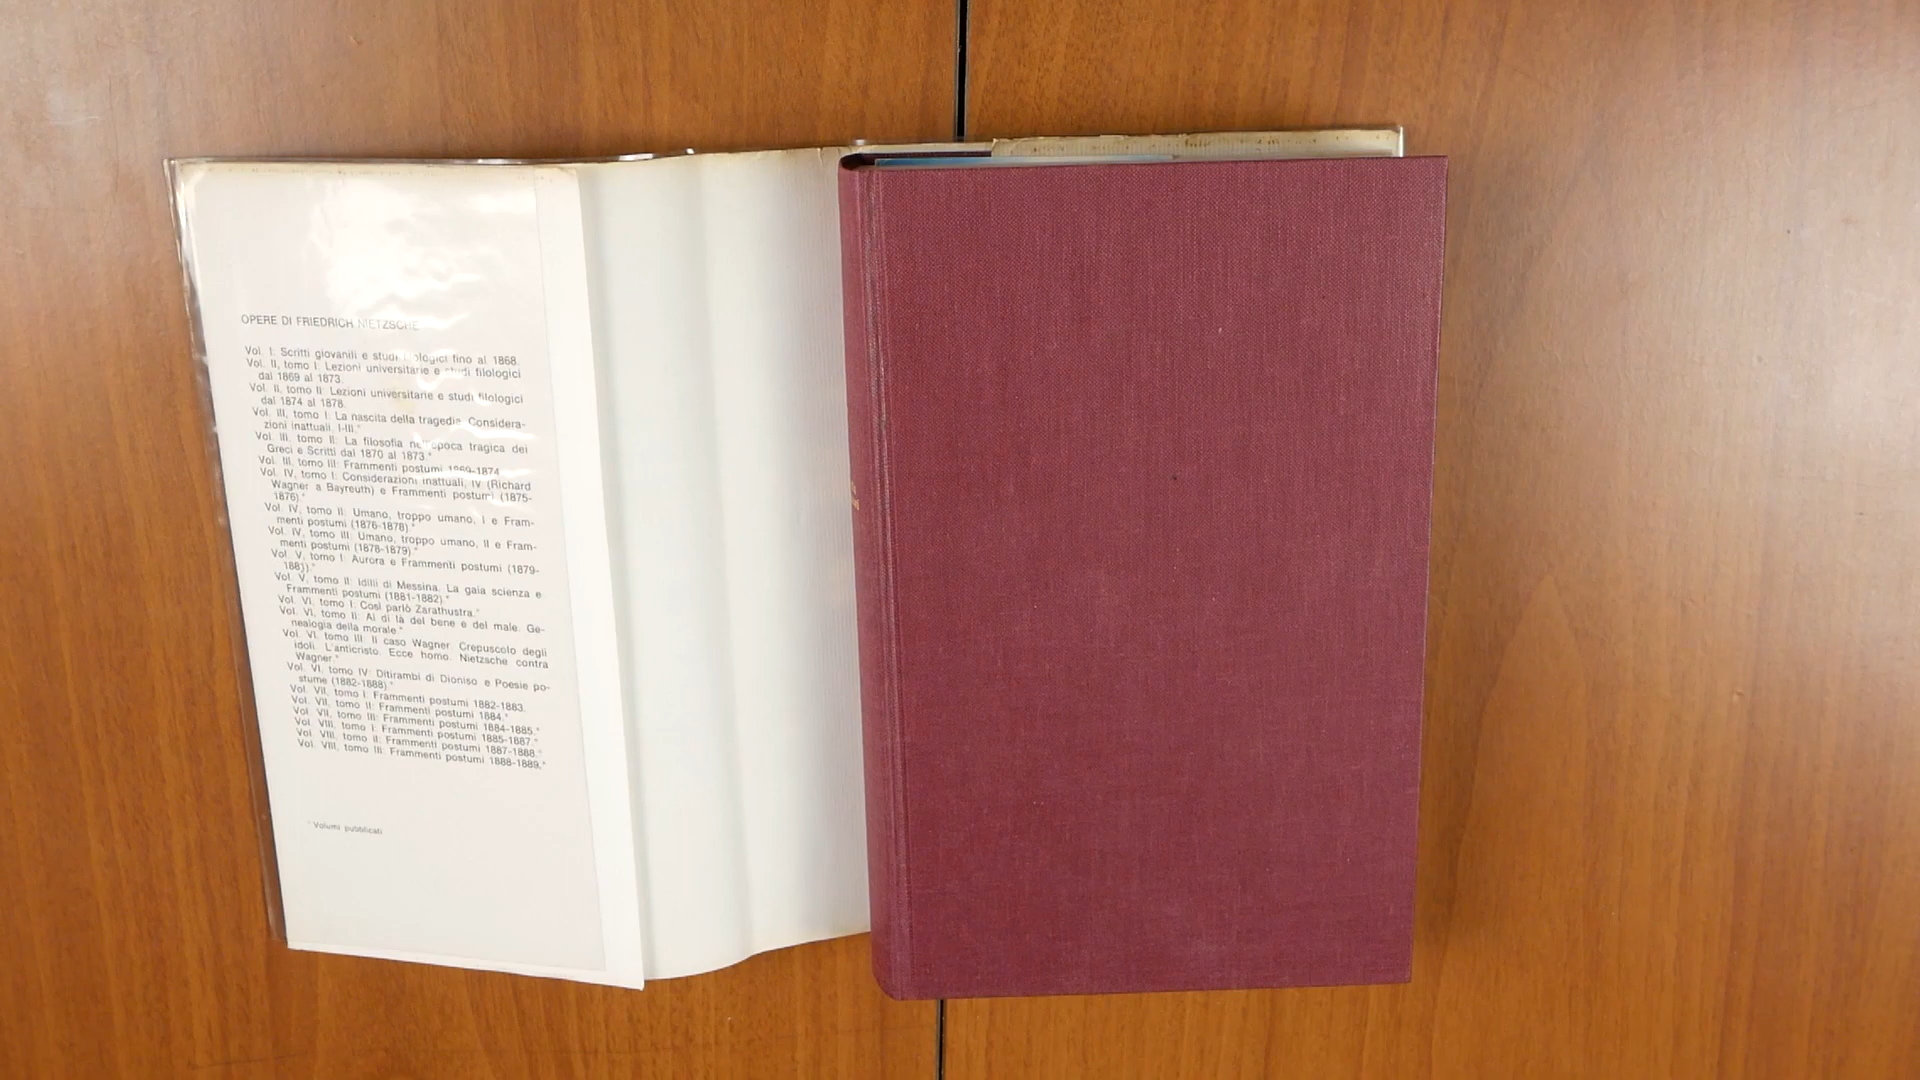 OPERE DI FRIEDRICH NIETZSCHE
Vol. I: Scritti giovanili e studi filologici fino al 1868.
Vol. II, tomo I: Lezioni universitarie e studi filologici
dal 1869 al 1873.
Vol. II, tomo II: Lezioni universitarie e studi filologici
dal 1874 al 1878.
Vol. III, tomo I: La nascita della tragedia. Considera-
zioni inattuali, I-III.*
Vol. III, tomo II: La filosofia nell'epoca tragica dei
Greci e Scritti dal 1870 al 1873.*
Vol. III, tomo III: Frammenti postumi 1869-1874.
Vol. IV, tomo I: Considerazioni inattuali, IV (Richard
Wagner a Bayreuth) e Frammenti postumi (1875-
1876).*
Vol. IV, tomo II: Umano, troppo umano, I e Fram-
menti postumi (1876-1878).*
Vol. IV, tomo III: Umano, troppo umano, II e Fram-
menti postumi (1878-1879).*
Vol. V, tomo I: Aurora e Frammenti postumi (1879-
1881).*
Vol. V, tomo II: Idilli di Messina, La gaia scienza e
Frammenti postumi (1881-1882).*
Vol. VI, tomo I: Così parlò Zarathustra.*
Vol. VI, tomo II: Al di là del bene e del male. Ge-
nealogia della morale.*
Vol. VI, tomo III: Il caso Wagner. Crepuscolo degli
idoli. L'anticristo. Ecce homo. Nietzsche contra
Wagner.*
Vol. VI, tomo IV: Ditirambi di Dioniso e Poesie po-
stume (1882-1888).*
Vol. VII, tomo I: Frammenti postumi 1882-1883.
Vol. VII, tomo II: Frammenti postumi 1884.*
Vol. VII, tomo III: Frammenti postumi 1884-1885.*
Vol. VIII, tomo I: Frammenti postumi 1885-1887.*
Vol. VIII, tomo II: Frammenti postumi 1887-1888.*
Vol. VIII, tomo III: Frammenti postumi 1888-1889.*
* Volumi pubblicati